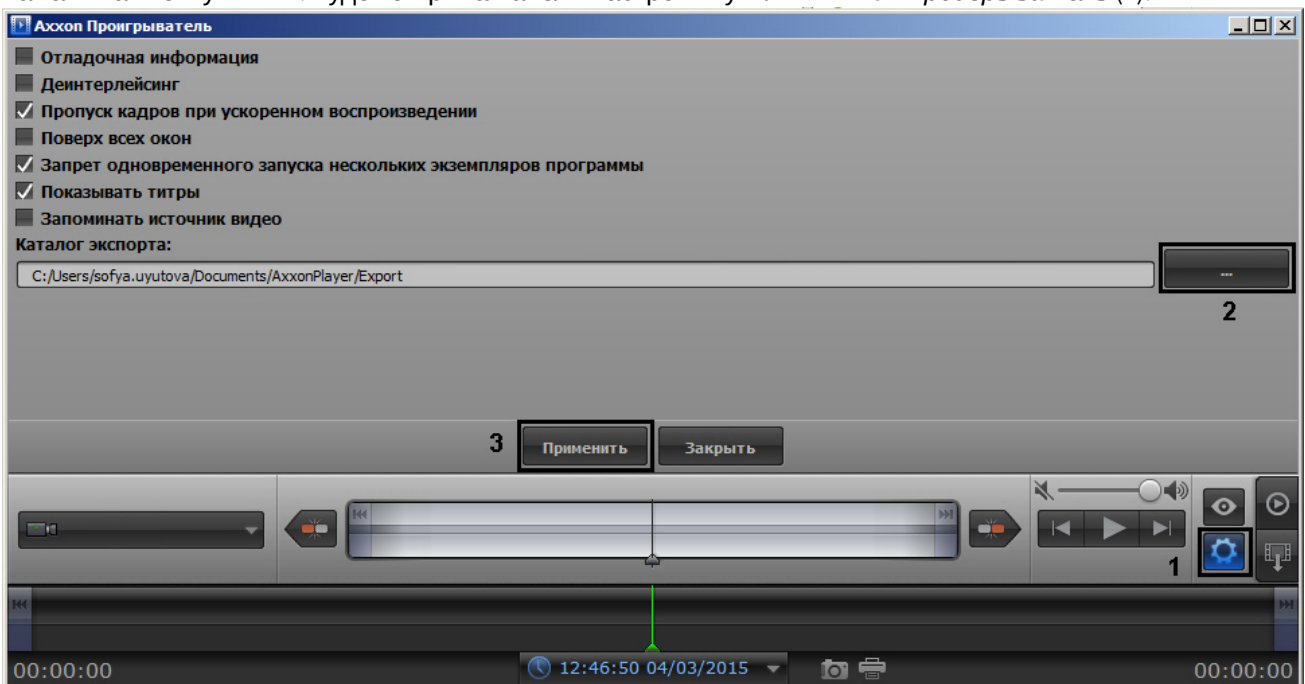 Аххон Проигрыватель
Отладочная информация
Деинтерлейсинг
Пропуск кадров при ускоренном воспроизведении
Поверх всех окон
Запрет одновременного запуска нескольких экземпляров программы
Показывать титры
Запоминать источник видео
Каталог экспорта:
C:/Users/sofya.uyutova/Documents/AxxonPlayer/Export
...
2
3
Применить
Закрыть
1
00:00:00
12:46:50 04/03/2015
00:00:00